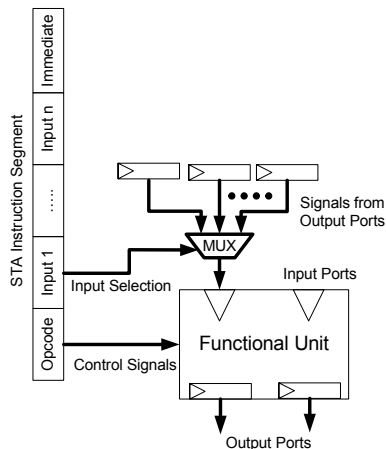 STA Instruction Segment
Immediate
Input n
......
Input 1
Opcode
Signals from
Output Ports
MUX
Input Selection
Input Ports
Functional Unit
Control Signals
Output Ports